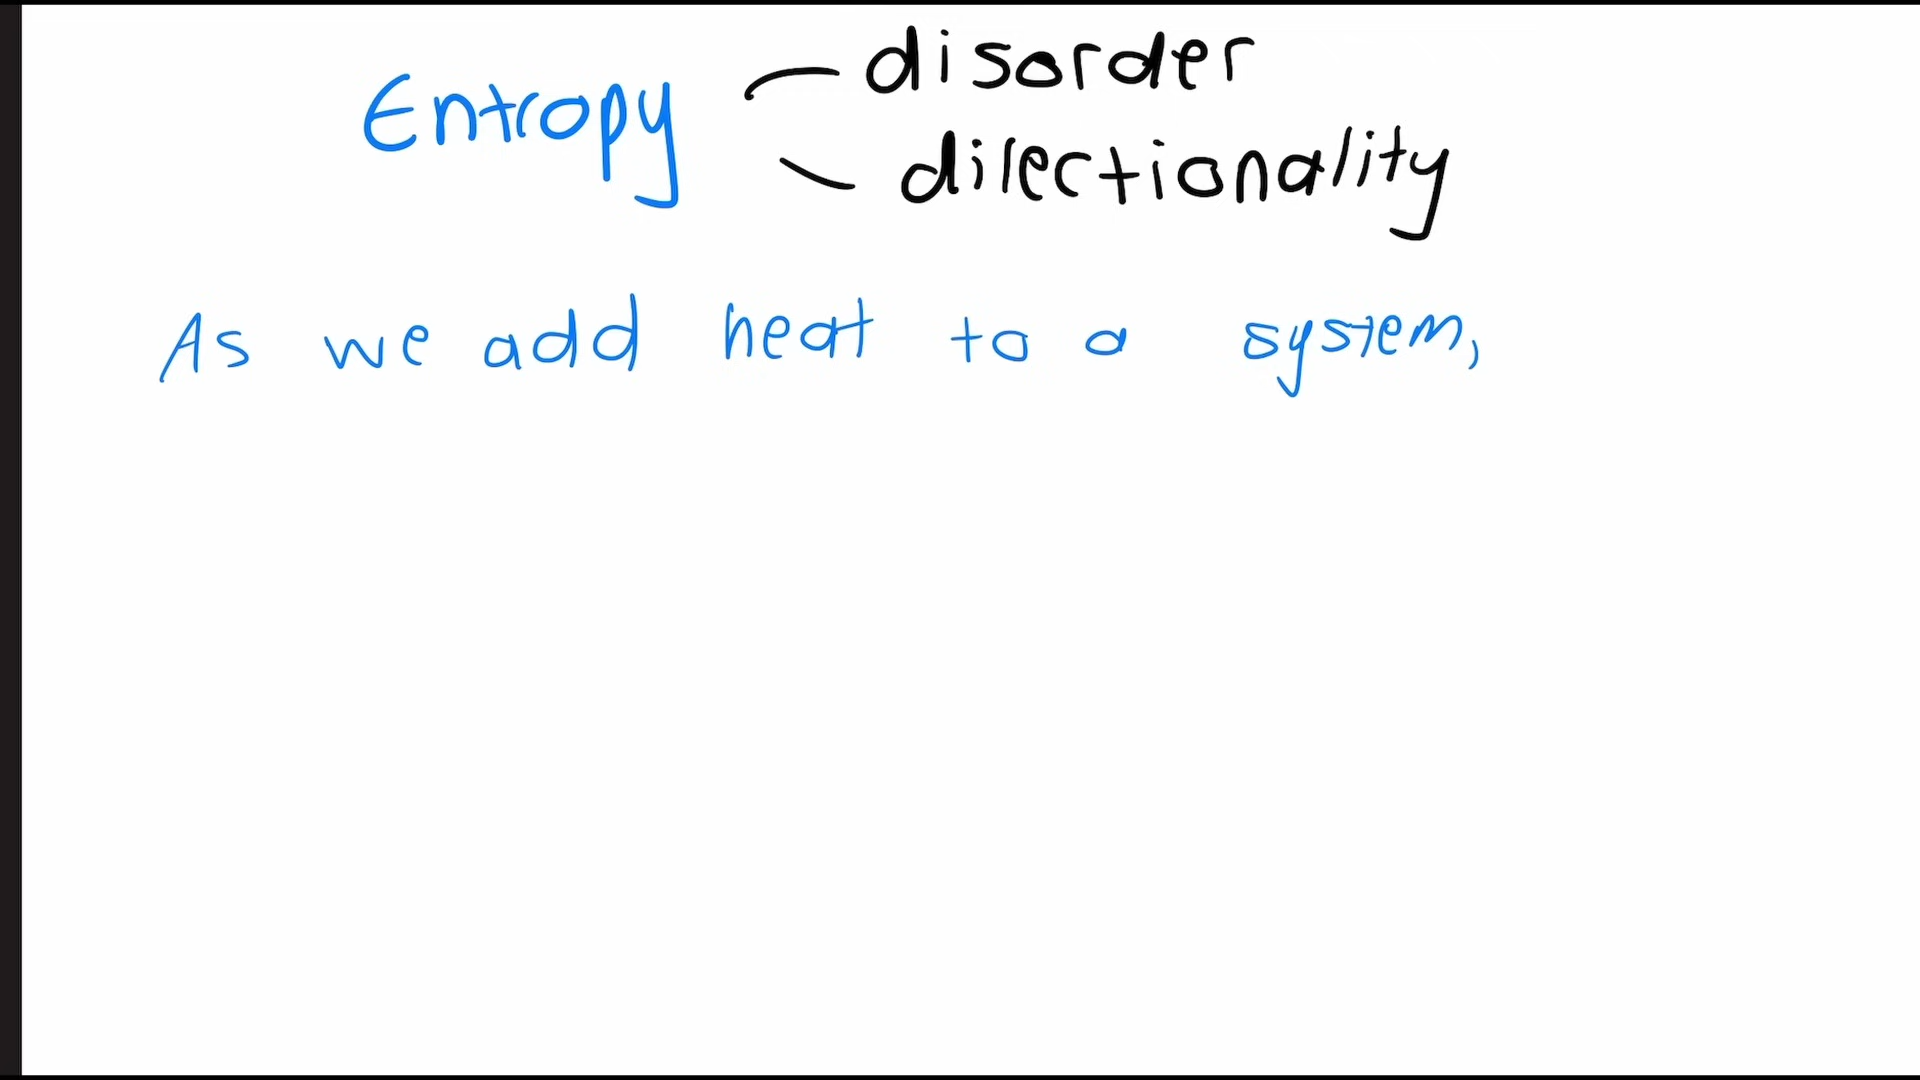 Entropy
disorder
directionality
As we add heat to a system,